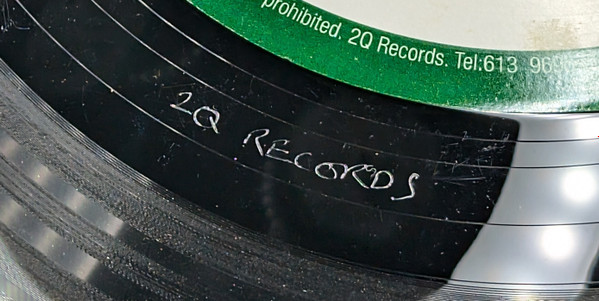 prohibited. 2Q Records. Tel:613 96
2Q RECORDS